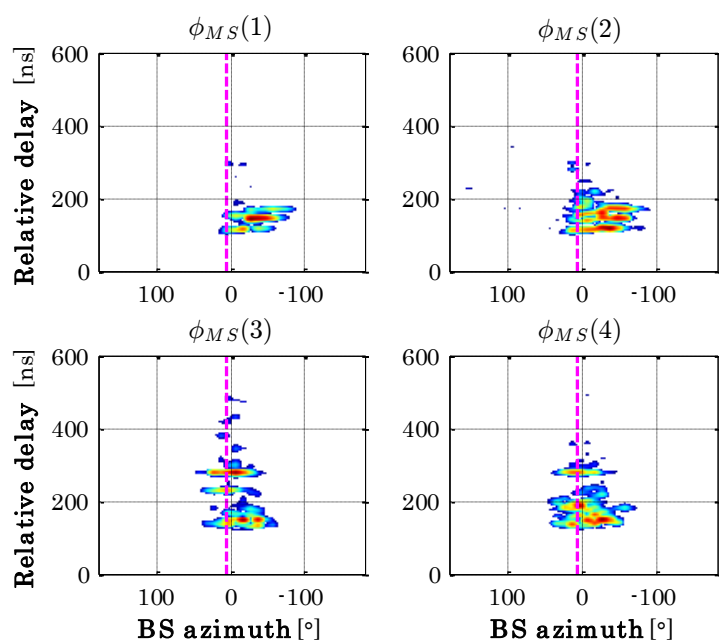 ϕMS(1) ϕMS(2)
Relative delay [ns]
600 400 200 0
100 0 -100
600 400 200 0
100 0 -100
ϕMS(3) ϕMS(4)
Relative delay [ns]
600 400 200 0
100 0 -100
BS azimuth [°]
600 400 200 0
100 0 -100
BS azimuth [°]